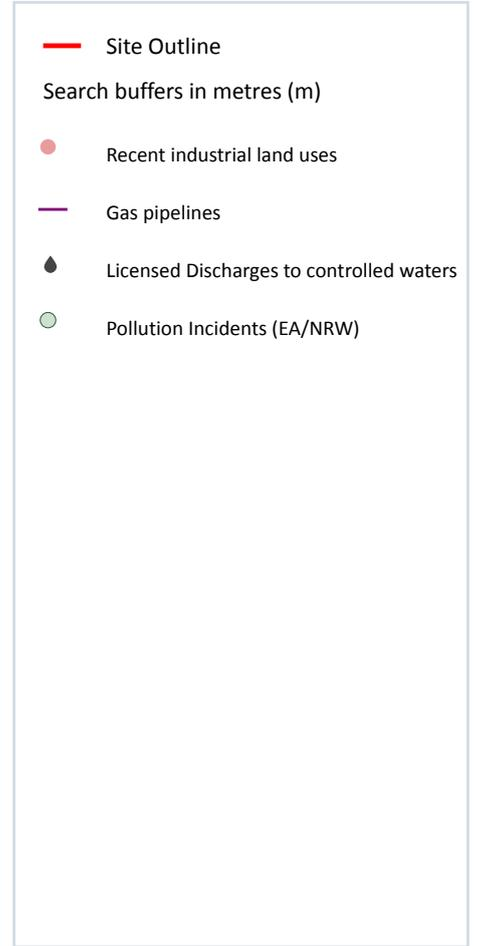 Site Outline
Search buffers in metres (m)
Recent industrial land uses
Gas pipelines
Licensed Discharges to controlled waters
Pollution Incidents (EA/NRW)